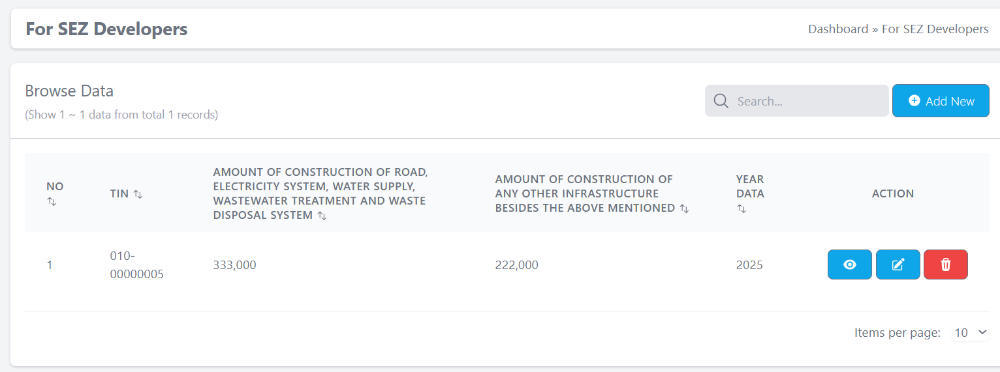 For SEZ Developers
Dashboard » For SEZ Developers
Browse Data
(Show 1 ~ 1 data from total 1 records)
Search...
Add New
NO
TIN
AMOUNT OF CONSTRUCTION OF ROAD,
ELECTRICITY SYSTEM, WATER SUPPLY,
WASTEWATER TREATMENT AND WASTE
DISPOSAL SYSTEM
AMOUNT OF CONSTRUCTION OF
ANY OTHER INFRASTRUCTURE
BESIDES THE ABOVE MENTIONED
YEAR
DATA
ACTION
1
010-
00000005
333,000
222,000
2025
Items per page: 10